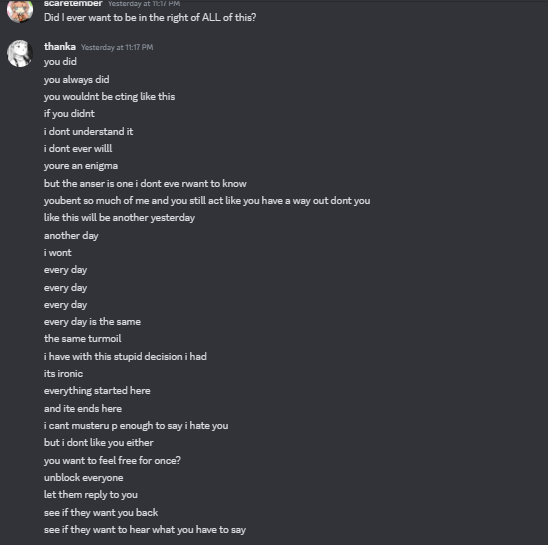 scaretember Yesterday at 11:17 PM
Did I ever want to be in the right of ALL of this?
thanka Yesterday at 11:17 PM
you did
you always did
you wouldnt be cting like this
if you didnt
i dont understand it
i dont ever willl
youre an enigma
but the anser is one i dont eve rwant to know
youbent so much of me and you still act like you have a way out dont you
like this will be another yesterday
another day
i wont
every day
every day
every day
every day is the same
the same turmoil
i have with this stupid decision i had
its ironic
everything started here
and ite ends here
i cant musteru p enough to say i hate you
but i dont like you either
you want to feel free for once?
unblock everyone
let them reply to you
see if they want you back
see if they want to hear what you have to say